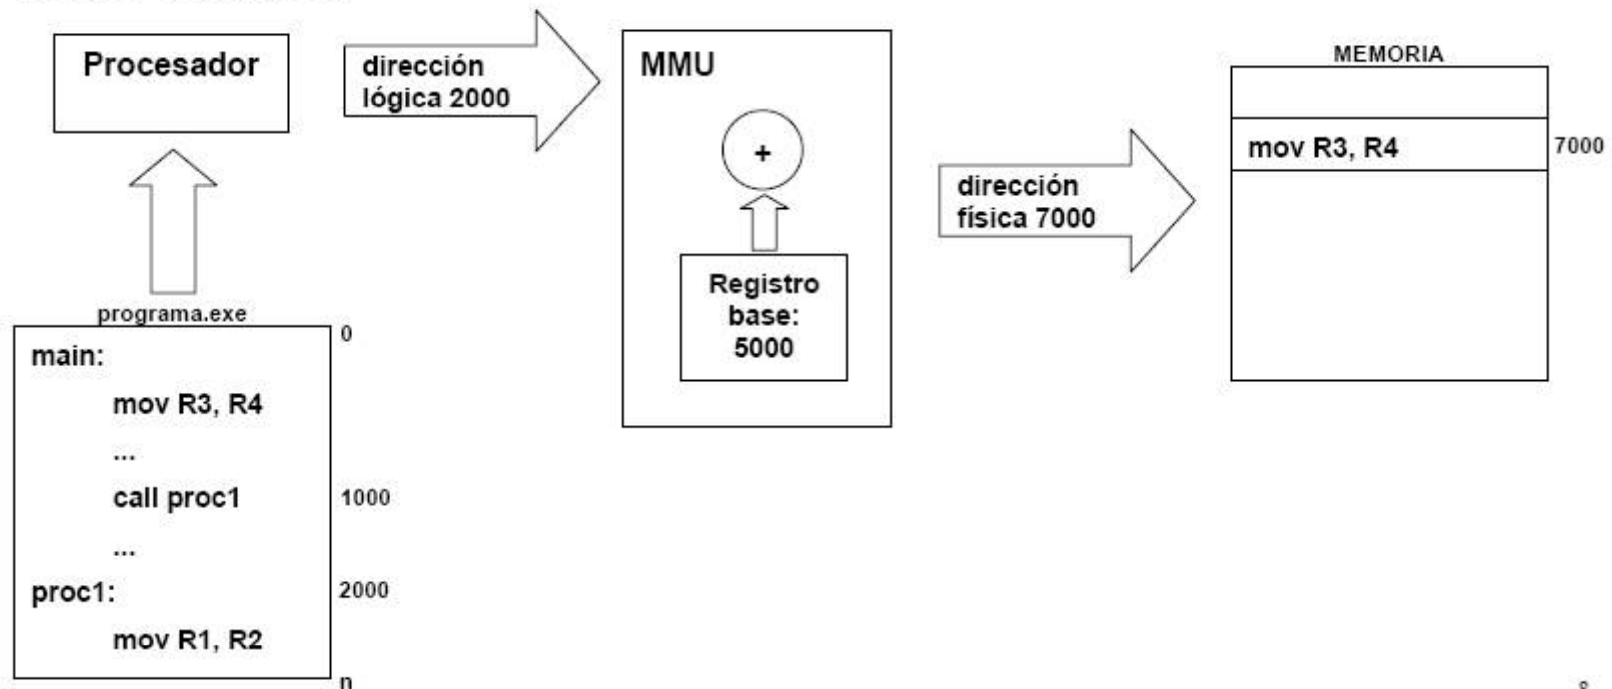 Procesador
dirección
lógica 2000
MMU
+
Registro
base:
5000
dirección
física 7000
MEMORIA
mov R3, R4
7000
programa.exe
0
main:
mov R3, R4
...
call proc1
1000
...
proc1:
2000
mov R1, R2
n